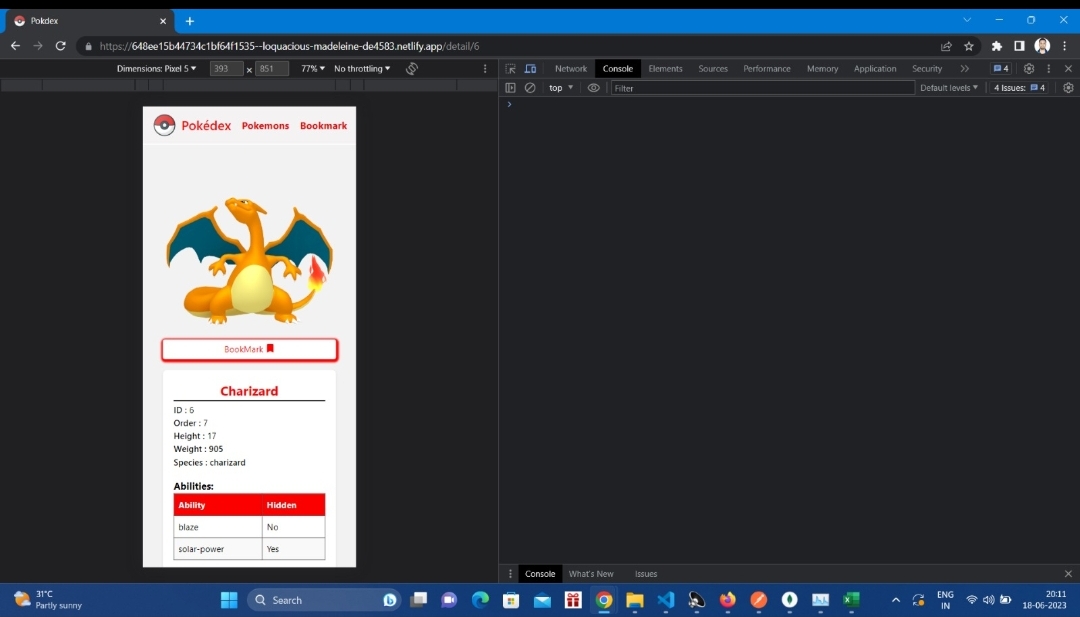 Pokdex
https://648ee15b44734c1bf64f1535--loquacious-madeleine-de4583.netlify.app/detail/6
Dimensions: Pixel 5 393 x 851 77% No throttling
Network Console Elements Sources Performance Memory Application Security 4
top Filter Default levels 4 Issues: 4
Pokédex Pokemons Bookmark
BookMark
Charizard
ID : 6
Order : 7
Height : 17
Weight : 905
Species : charizard
Abilities:
Ability Hidden
blaze No
solar-power Yes
Console What's New Issues
31°C
Partly sunny
Search
ENG
IN
20:11
18-06-2023